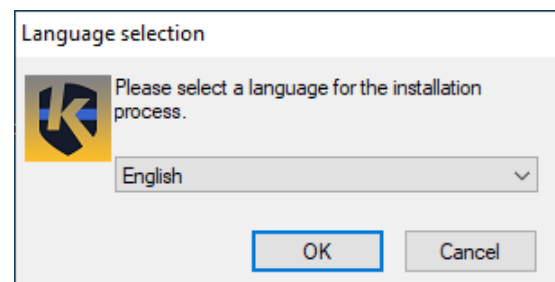 Language selection
Please select a language for the installation
process.
English
OK
Cancel